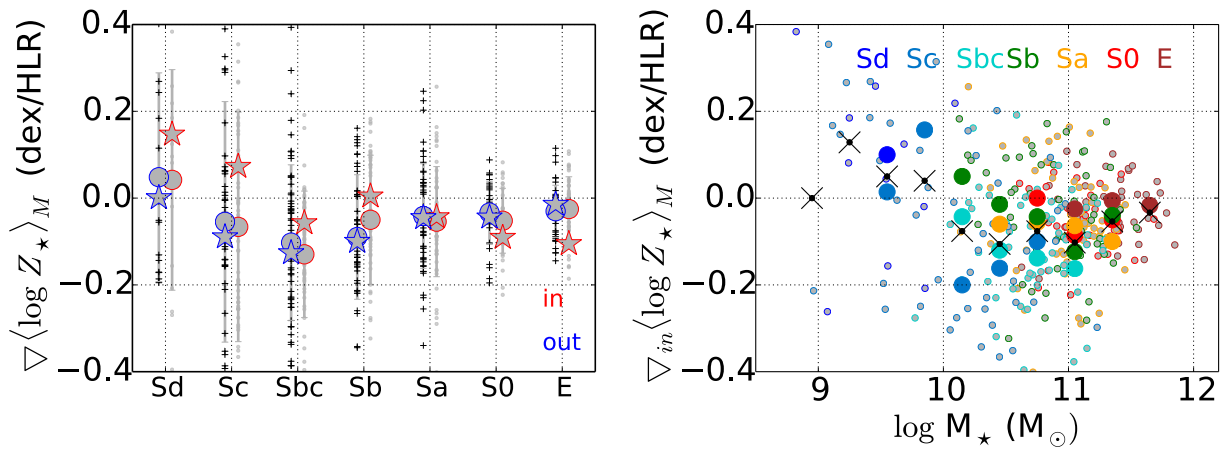 ▽⟨log Z⋆⟩M (dex/HLR)
0.4
0.2
0.0
−0.2
−0.4
in
out
Sd Sc Sbc Sb Sa S0 E
▽in⟨log Z⋆⟩M (dex/HLR)
0.4
0.2
0.0
−0.2
−0.4
Sd Sc Sbc Sb Sa S0 E
9 10 11 12
log M⋆ (M⊙)